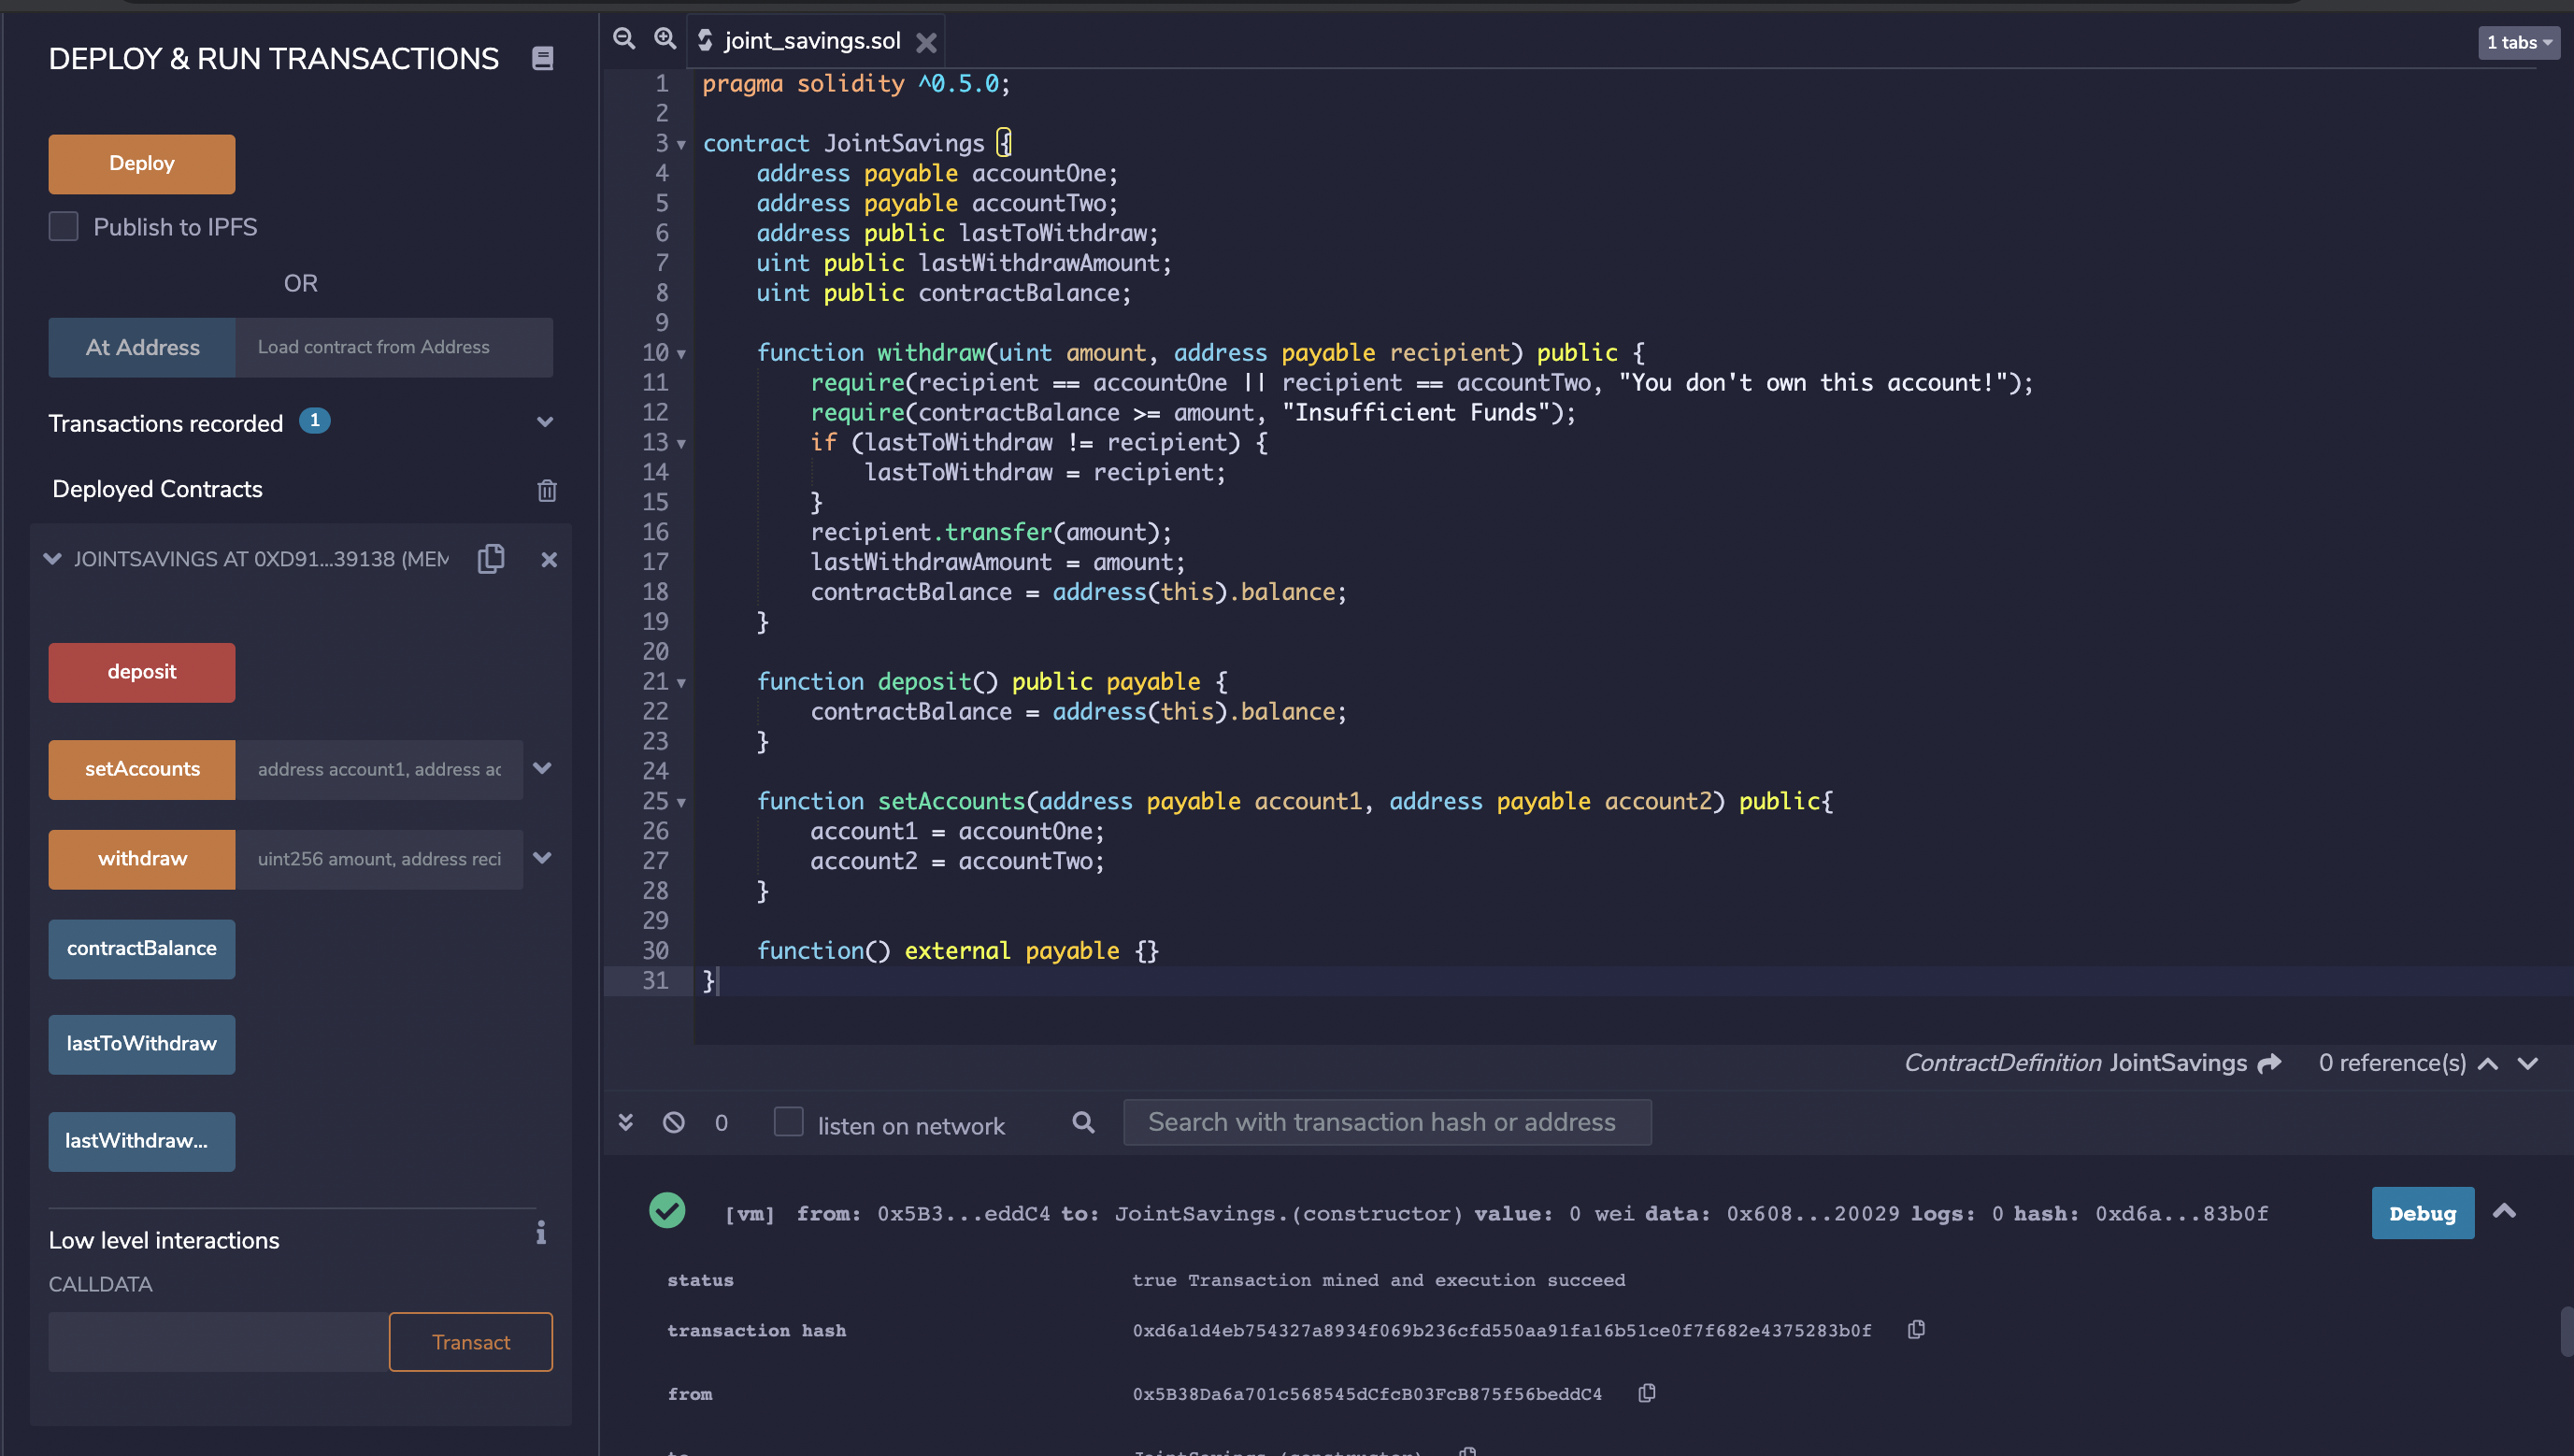 DEPLOY & RUN TRANSACTIONS
Deploy
Publish to IPFS
OR
At Address
Load contract from Address
Transactions recorded 1
Deployed Contracts
JOINTSAVINGS AT 0XD91...39138 (MEM
deposit
setAccounts
address account1, address ac
withdraw
uint256 amount, address reci
contractBalance
lastToWithdraw
lastWithdraw...
Low level interactions
CALLDATA
Transact
joint_savings.sol
1 tabs
1 pragma solidity ^0.5.0;
2
3 contract JointSavings {
4     address payable accountOne;
5     address payable accountTwo;
6     address public lastToWithdraw;
7     uint public lastWithdrawAmount;
8     uint public contractBalance;
9
10     function withdraw(uint amount, address payable recipient) public {
11         require(recipient == accountOne || recipient == accountTwo, "You don't own this account!");
12         require(contractBalance >= amount, "Insufficient Funds");
13         if (lastToWithdraw != recipient) {
14             lastToWithdraw = recipient;
15         }
16         recipient.transfer(amount);
17         lastWithdrawAmount = amount;
18         contractBalance = address(this).balance;
19     }
20
21     function deposit() public payable {
22         contractBalance = address(this).balance;
23     }
24
25     function setAccounts(address payable account1, address payable account2) public{
26         account1 = accountOne;
27         account2 = accountTwo;
28     }
29
30     function() external payable {}
31 }
ContractDefinition JointSavings 0 reference(s)
0 listen on network Search with transaction hash or address
[vm] from: 0x5B3...eddC4 to: JointSavings.(constructor) value: 0 wei data: 0x608...20029 logs: 0 hash: 0xd6a...83b0f
Debug
status true Transaction mined and execution succeed
transaction hash 0xd6a1d4eb754327a8934f069b236cfd550aa91fa16b51ce0f7f682e4375283b0f
from 0x5B38Da6a701c568545dCfcB03FcB875f56beddC4